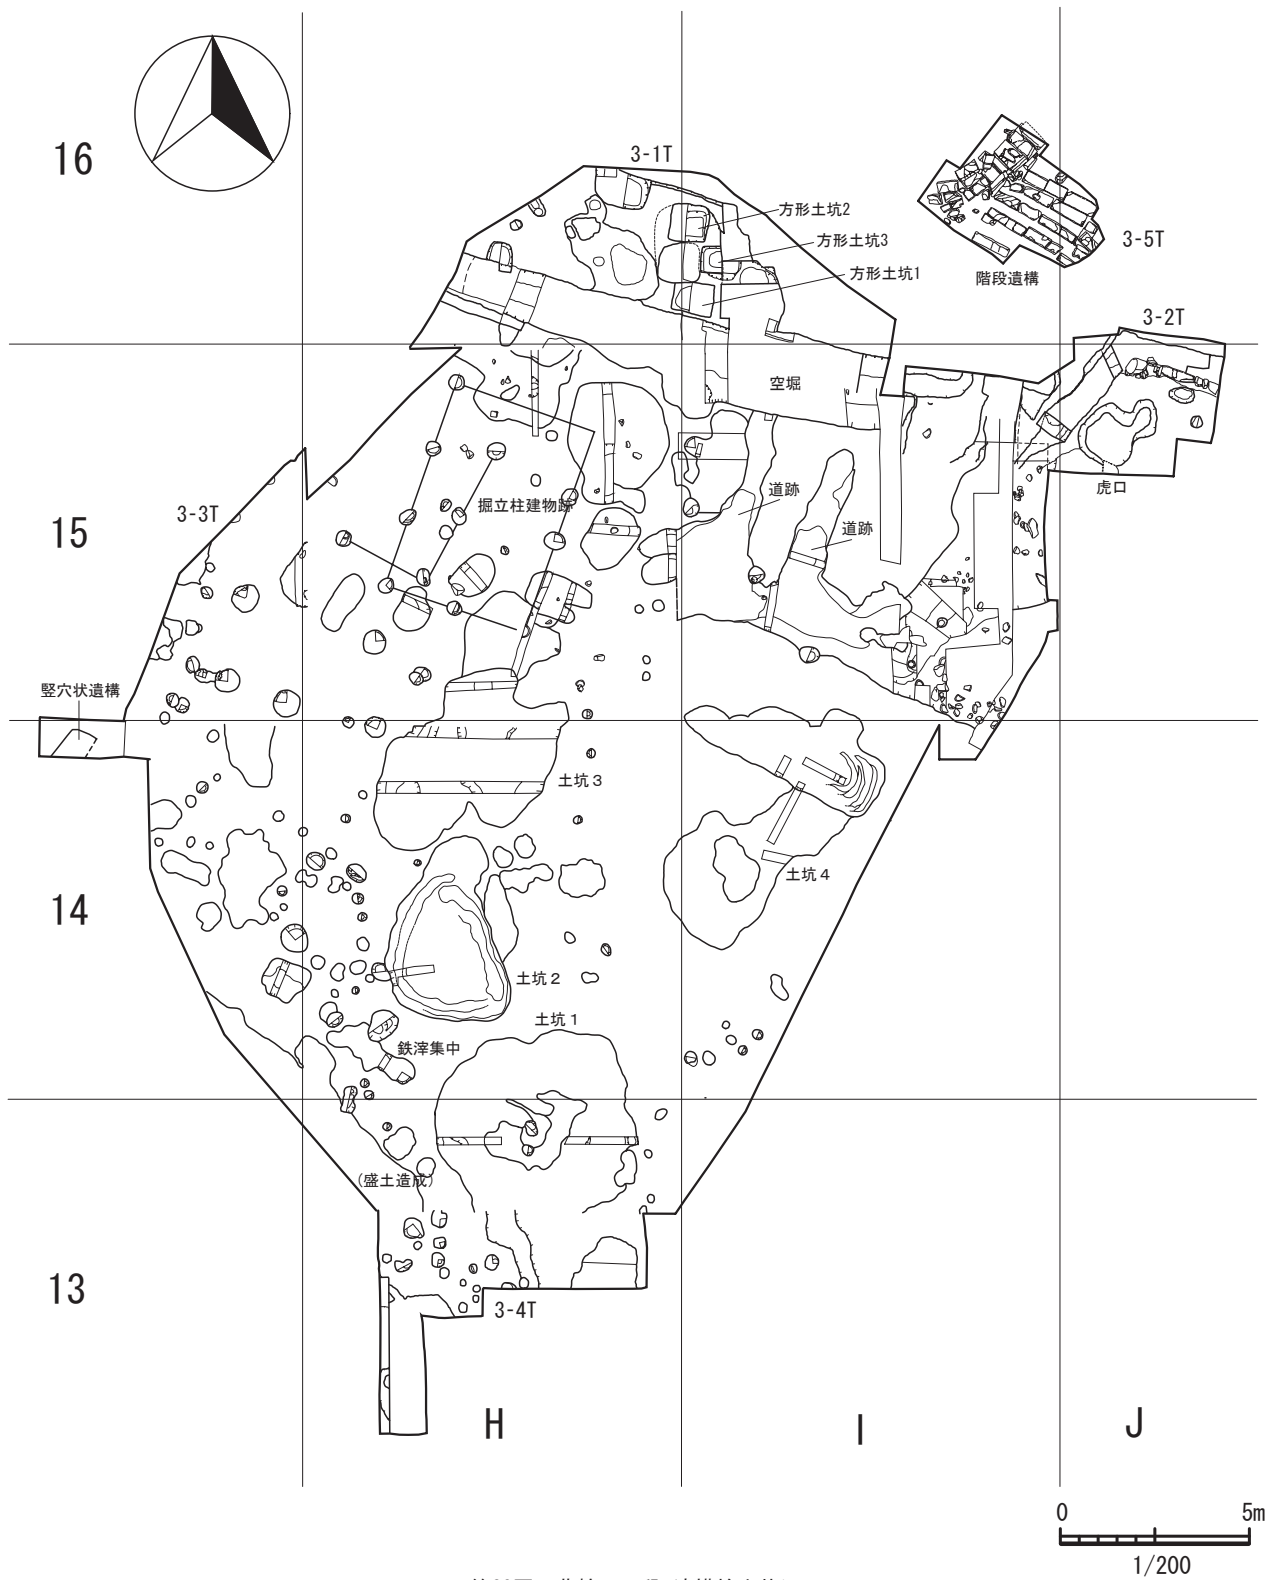 16
3-1T
方形土坑2
方形土坑3
方形土坑1
3-5T
階段遺構
3-2T
空堀
虎口
道跡
道跡
掘立柱建物跡
3-3T
15
竪穴状遺構
土坑3
土坑4
14
土坑2
土坑1
鉄滓集中
(盛土造成)
13
3-4T
H
I
J
0 5m
1/200